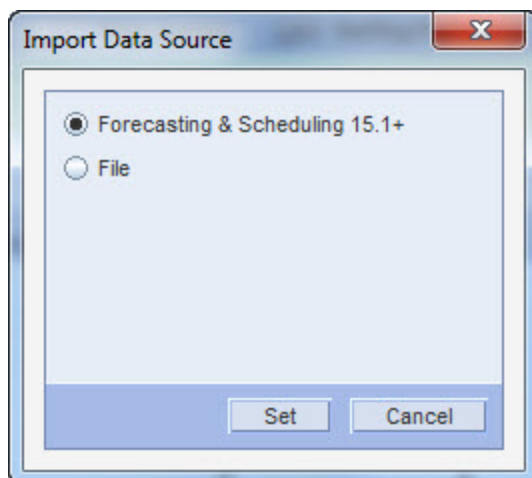 Import Data Source
Forecasting & Scheduling 15.1+
File
Set Cancel